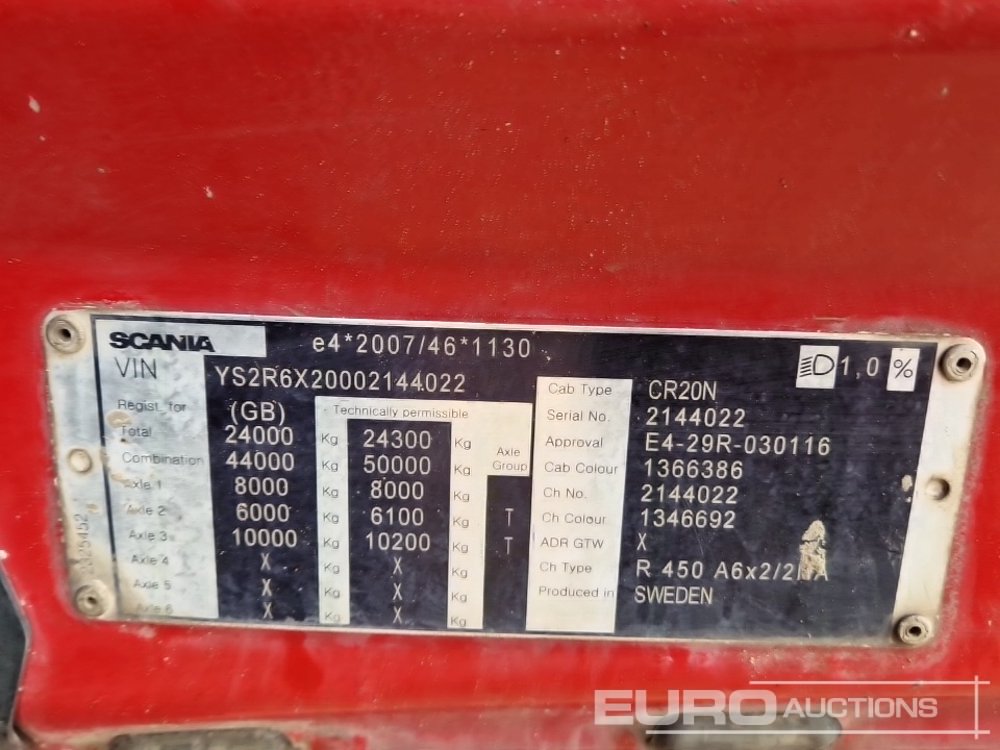 SCANIA e4*2007/46*1130 1,0 %
VIN YS2R6X20002144022
Regist. for (GB) Technically permissible
Total 24000 Kg 24300 Kg Axle Group
Combination 44000 Kg 50000 Kg
Axle 1 8000 Kg 8000 Kg
Axle 2 6000 Kg 6100 Kg T
Axle 3 10000 Kg 10200 Kg T
Axle 4 X Kg X Kg
Axle 5 X Kg X Kg
Axle 6 X Kg X Kg
Cab Type CR20N
Serial No. 2144022
Approval E4-29R-030116
Cab Colour 1366386
Ch No. 2144022
Ch Colour 1346692
ADR GTW X
Ch Type R 450 A6x2/2
Produced in SWEDEN
EURO AUCTIONS